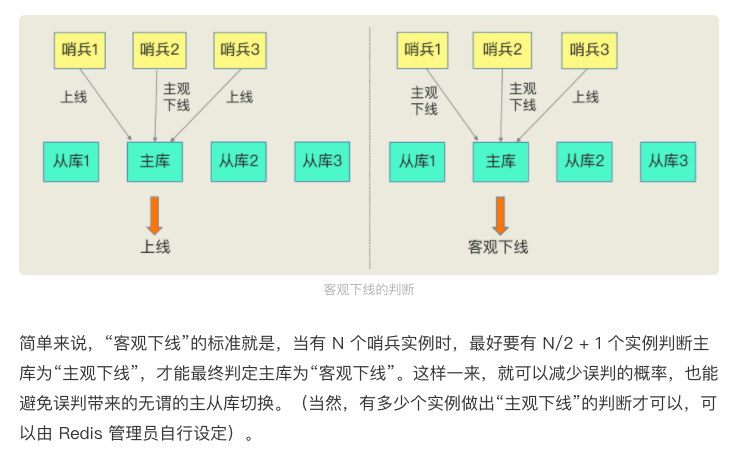 哨兵1 哨兵2 哨兵3 哨兵1 哨兵2 哨兵3
上线 主观下线 上线 主观下线 主观下线 上线
从库1 主库 从库2 从库3 从库1 主库 从库2 从库3
上线 客观下线
客观下线的判断
简单来说，“客观下线”的标准就是，当有 N 个哨兵实例时，最好要有 N/2 + 1 个实例判断主
库为“主观下线”，才能最终判定主库为“客观下线”。这样一来，就可以减少误判的概率，也能
避免误判带来的无谓的主从库切换。（当然，有多少个实例做出“主观下线”的判断才可以，可
以由 Redis 管理员自行设定）。